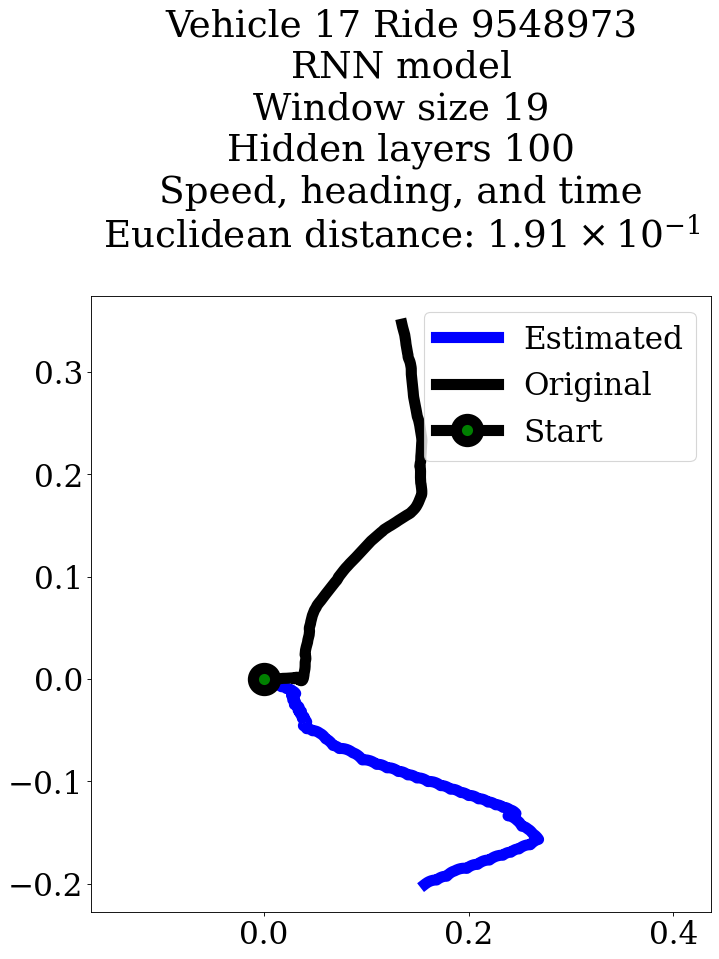 Vehicle 17 Ride 9548973
RNN model
Window size 19
Hidden layers 100
Speed, heading, and time
Euclidean distance: 1.91 × 10⁻¹
Estimated
Original
Start
0.3
0.2
0.1
0.0
−0.1
−0.2
0.0 0.2 0.4